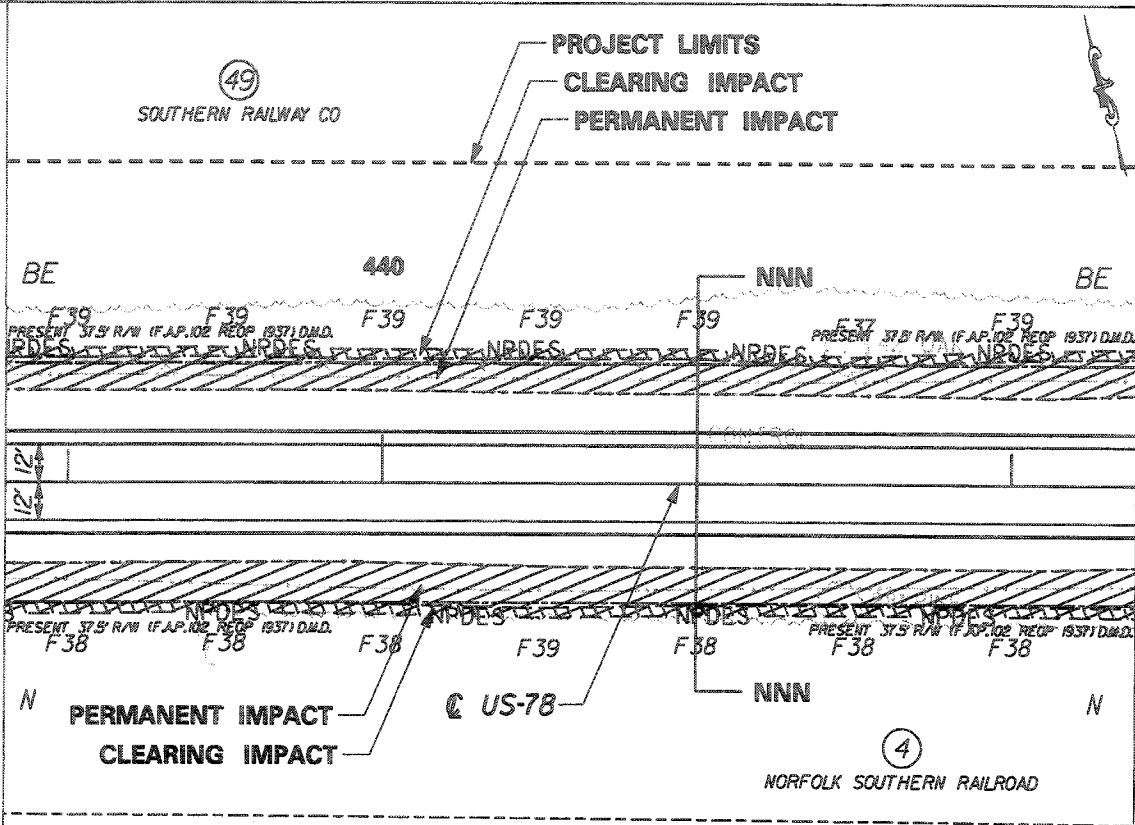 PROJECT LIMITS
49
CLEARING IMPACT
SOUTHERN RAILWAY CO
PERMANENT IMPACT
BE
440
NNN
BE
F39
F39
F39
F39
F39
F37
F39
PRESENT 37.5' R/W (F.A.P.102 REOP 1937) D.M.D.
PRESENT 37.5' R/W (F.A.P.102 REOP 1937) D.M.D.
RDES
NPDES
NPDES
NPDES
NPDES
CONTROL
12'
12'
NPDES
NPDES
NPDES
NPDES
PRESENT 37.5' R/W (F.A.P.102 REOP 1937) D.M.D.
PRESENT 37.5' R/W (F.A.P.102 REOP 1937) D.M.D.
F38
F38
F38
F39
F38
F38
F38
N
PERMANENT IMPACT
℄ US-78
NNN
N
CLEARING IMPACT
4
NORFOLK SOUTHERN RAILROAD